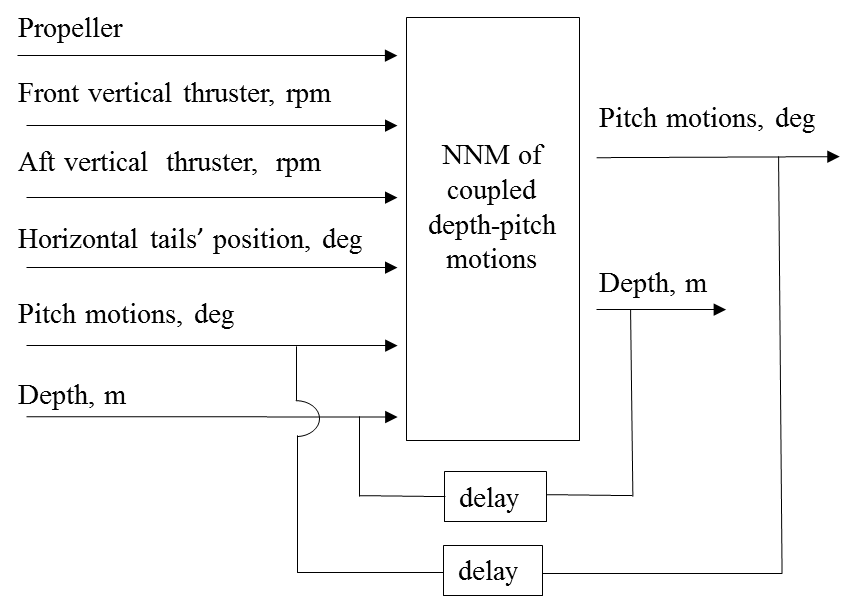 Propeller
Front vertical thruster, rpm
Aft vertical thruster, rpm
Horizontal tails’ position, deg
Pitch motions, deg
Depth, m
NNM of
coupled
depth-pitch
motions
Pitch motions, deg
Depth, m
delay
delay